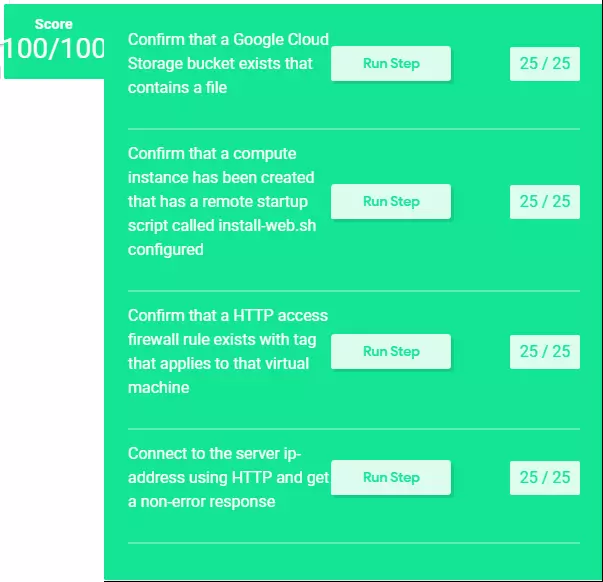 Score
100/100
Confirm that a Google Cloud
Storage bucket exists that
contains a file
Run Step
25 / 25
Confirm that a compute
instance has been created
that has a remote startup
script called install-web.sh
configured
Run Step
25 / 25
Confirm that a HTTP access
firewall rule exists with tag
that applies to that virtual
machine
Run Step
25 / 25
Connect to the server ip-
address using HTTP and get
a non-error response
Run Step
25 / 25